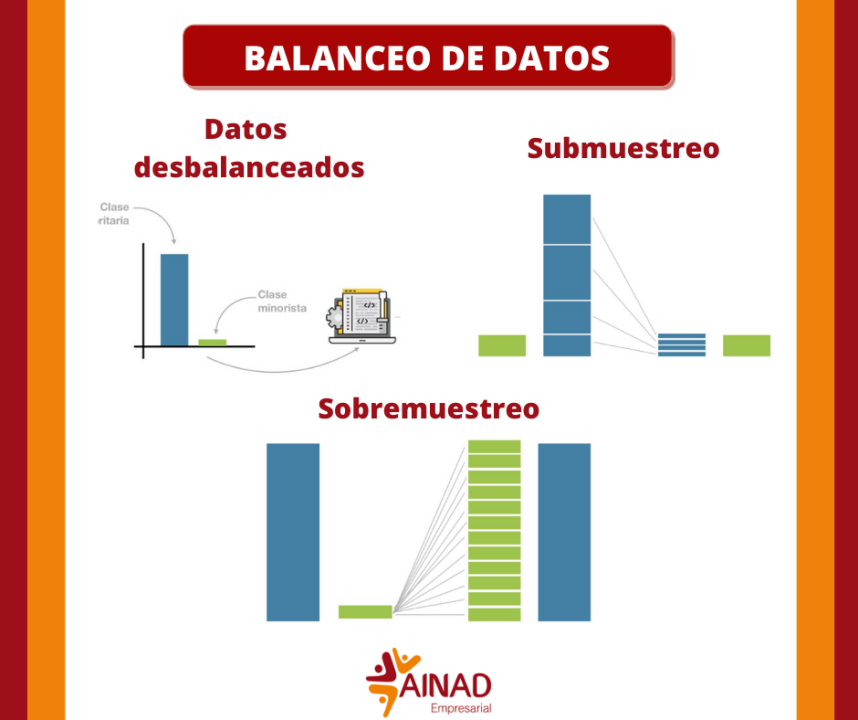 BALANCEO DE DATOS
Datos
desbalanceados
Submuestreo
Clase
ritaria
Clase
minorista
Sobremuestreo
AINAD
Empresarial